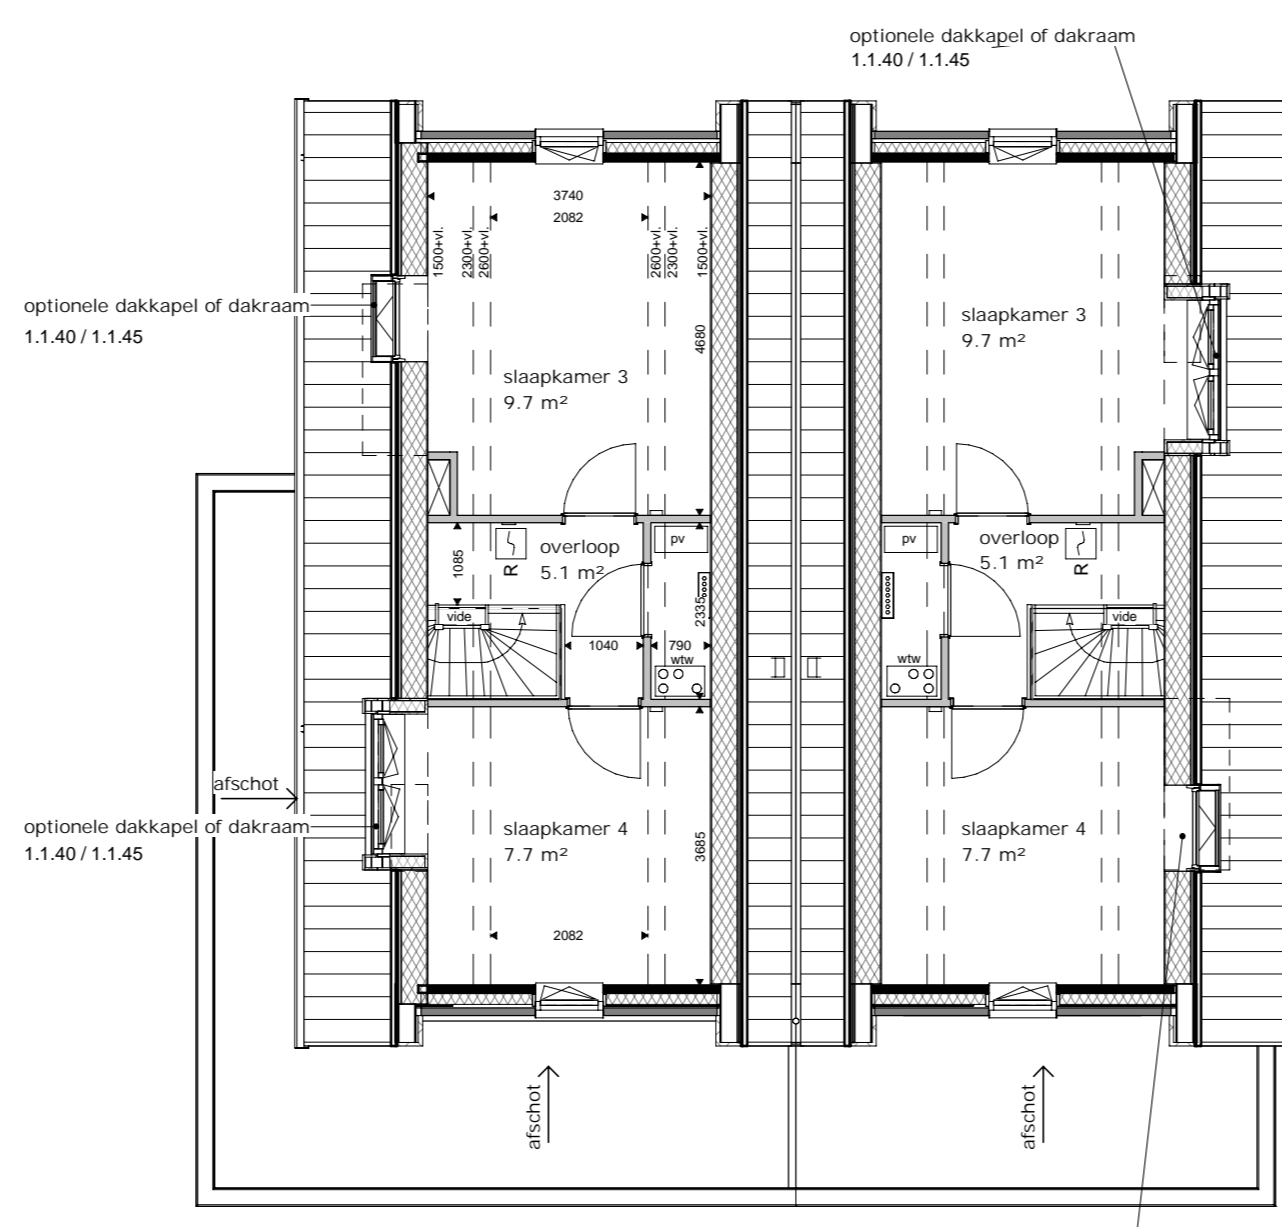 optionele dakkapel of dakraam
1.1.40 / 1.1.45
3740
2082
1500+vl.
2300+vl.
2600+vl.
2600+vl.
2300+vl.
1500+vl.
optionele dakkapel of dakraam
1.1.40 / 1.1.45
slaapkamer 3
9.7 m²
4680
slaapkamer 3
9.7 m²
1085
R
overloop
5.1 m²
pv
2335
pv
overloop
5.1 m²
R
vide
1040
790
wtw
wtw
vide
afschot
optionele dakkapel of dakraam
1.1.40 / 1.1.45
slaapkamer 4
7.7 m²
3685
2082
slaapkamer 4
7.7 m²
afschot
afschot